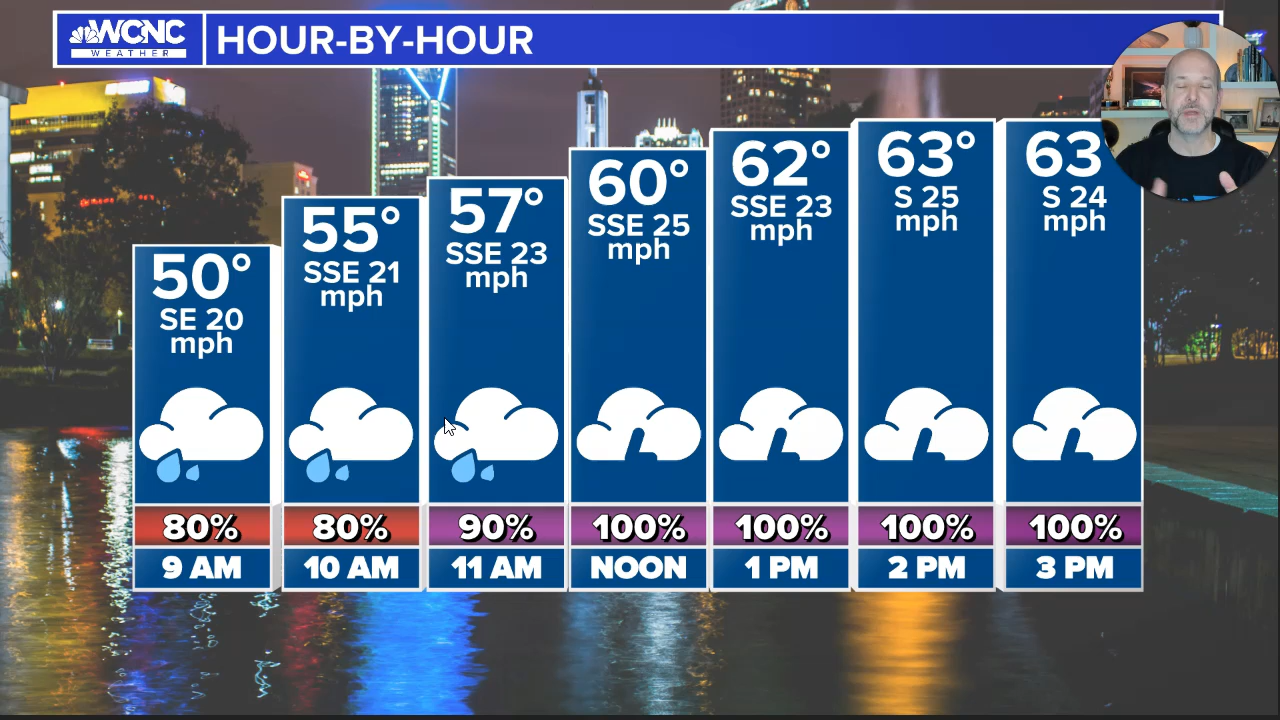 WCNC
WEATHER
HOUR-BY-HOUR
50°
SE 20
mph
80%
9 AM
55°
SSE 21
mph
80%
10 AM
57°
SSE 23
mph
90%
11 AM
60°
SSE 25
mph
100%
NOON
62°
SSE 23
mph
100%
1 PM
63°
S 25
mph
100%
2 PM
63
S 24
mph
100%
3 PM